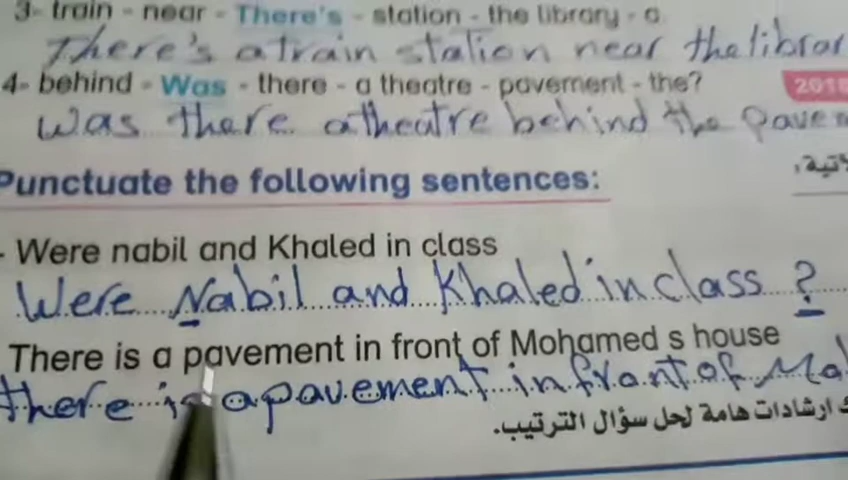 3- train - near - There's - station - the library - a
There's a train station near the librar
4- behind - Was - there - a theatre - pavement - the?
2018
was there a theatre behind the pave
Punctuate the following sentences:
- Were nabil and Khaled in class
Were Nabil and Khaled in class ?
There is a pavement in front of Mohamed s house
there is a pavement in front of Mo
ارشادات هامة لحل سؤال الترتيب.